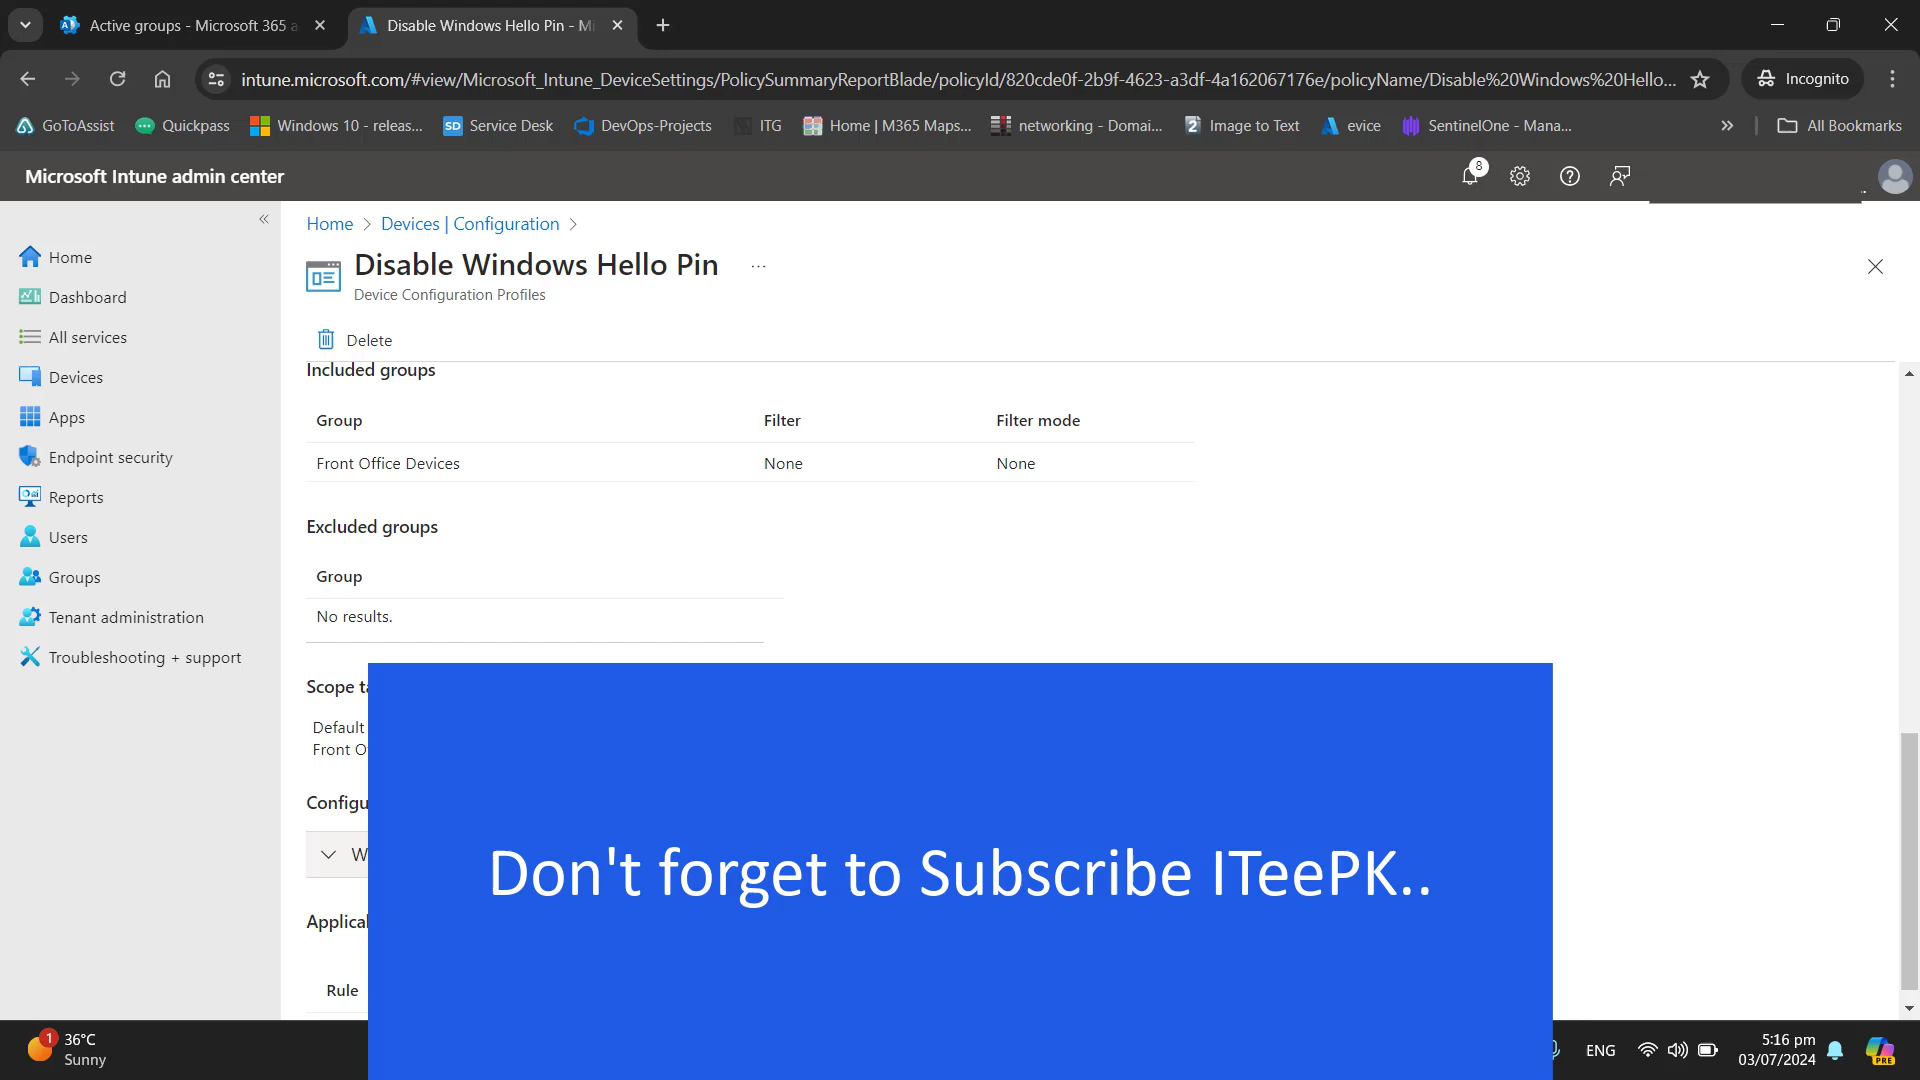 Active groups - Microsoft 365 a
Disable Windows Hello Pin - Mi
intune.microsoft.com/#view/Microsoft_Intune_DeviceSettings/PolicySummaryReportBlade/policyId/820cde0f-2b9f-4623-a3df-4a162067176e/policyName/Disable%20Windows%20Hello...
Incognito
GoToAssist
Quickpass
Windows 10 - releas...
SD
Service Desk
DevOps-Projects
ITG
Home | M365 Maps...
networking - Domai...
2
Image to Text
evice
SentinelOne - Mana...
All Bookmarks
Microsoft Intune admin center
8
Home
Dashboard
All services
Devices
Apps
Endpoint security
Reports
Users
Groups
Tenant administration
Troubleshooting + support
Home > Devices | Configuration >
Disable Windows Hello Pin ...
Device Configuration Profiles
Delete
Included groups
Group Filter Filter mode
Front Office Devices None None
Excluded groups
Group
No results.
Scope ta
Default
Front O
Configu
W
Applical
Rule
Don't forget to Subscribe ITeePK..
1
36°C
Sunny
ENG
5:16 pm
03/07/2024
PRE